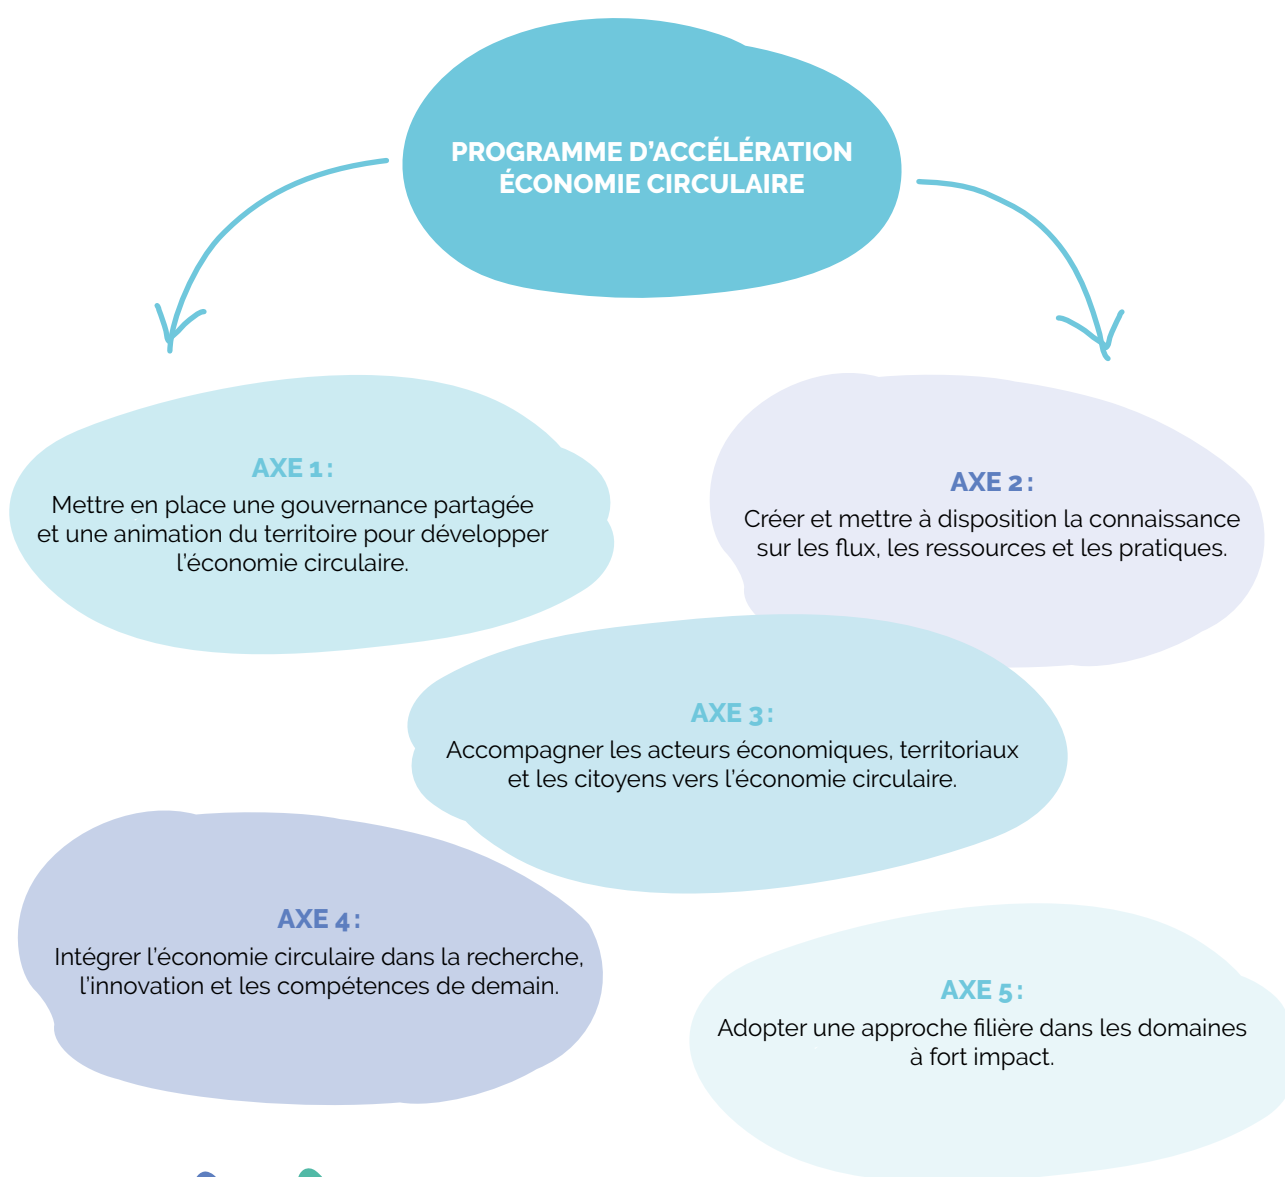 PROGRAMME D’ACCÉLÉRATION
ÉCONOMIE CIRCULAIRE
AXE 1 :
Mettre en place une gouvernance partagée
et une animation du territoire pour développer
l’économie circulaire.
AXE 2 :
Créer et mettre à disposition la connaissance
sur les flux, les ressources et les pratiques.
AXE 3 :
Accompagner les acteurs économiques, territoriaux
et les citoyens vers l’économie circulaire.
AXE 4 :
Intégrer l’économie circulaire dans la recherche,
l’innovation et les compétences de demain.
AXE 5 :
Adopter une approche filière dans les domaines
à fort impact.